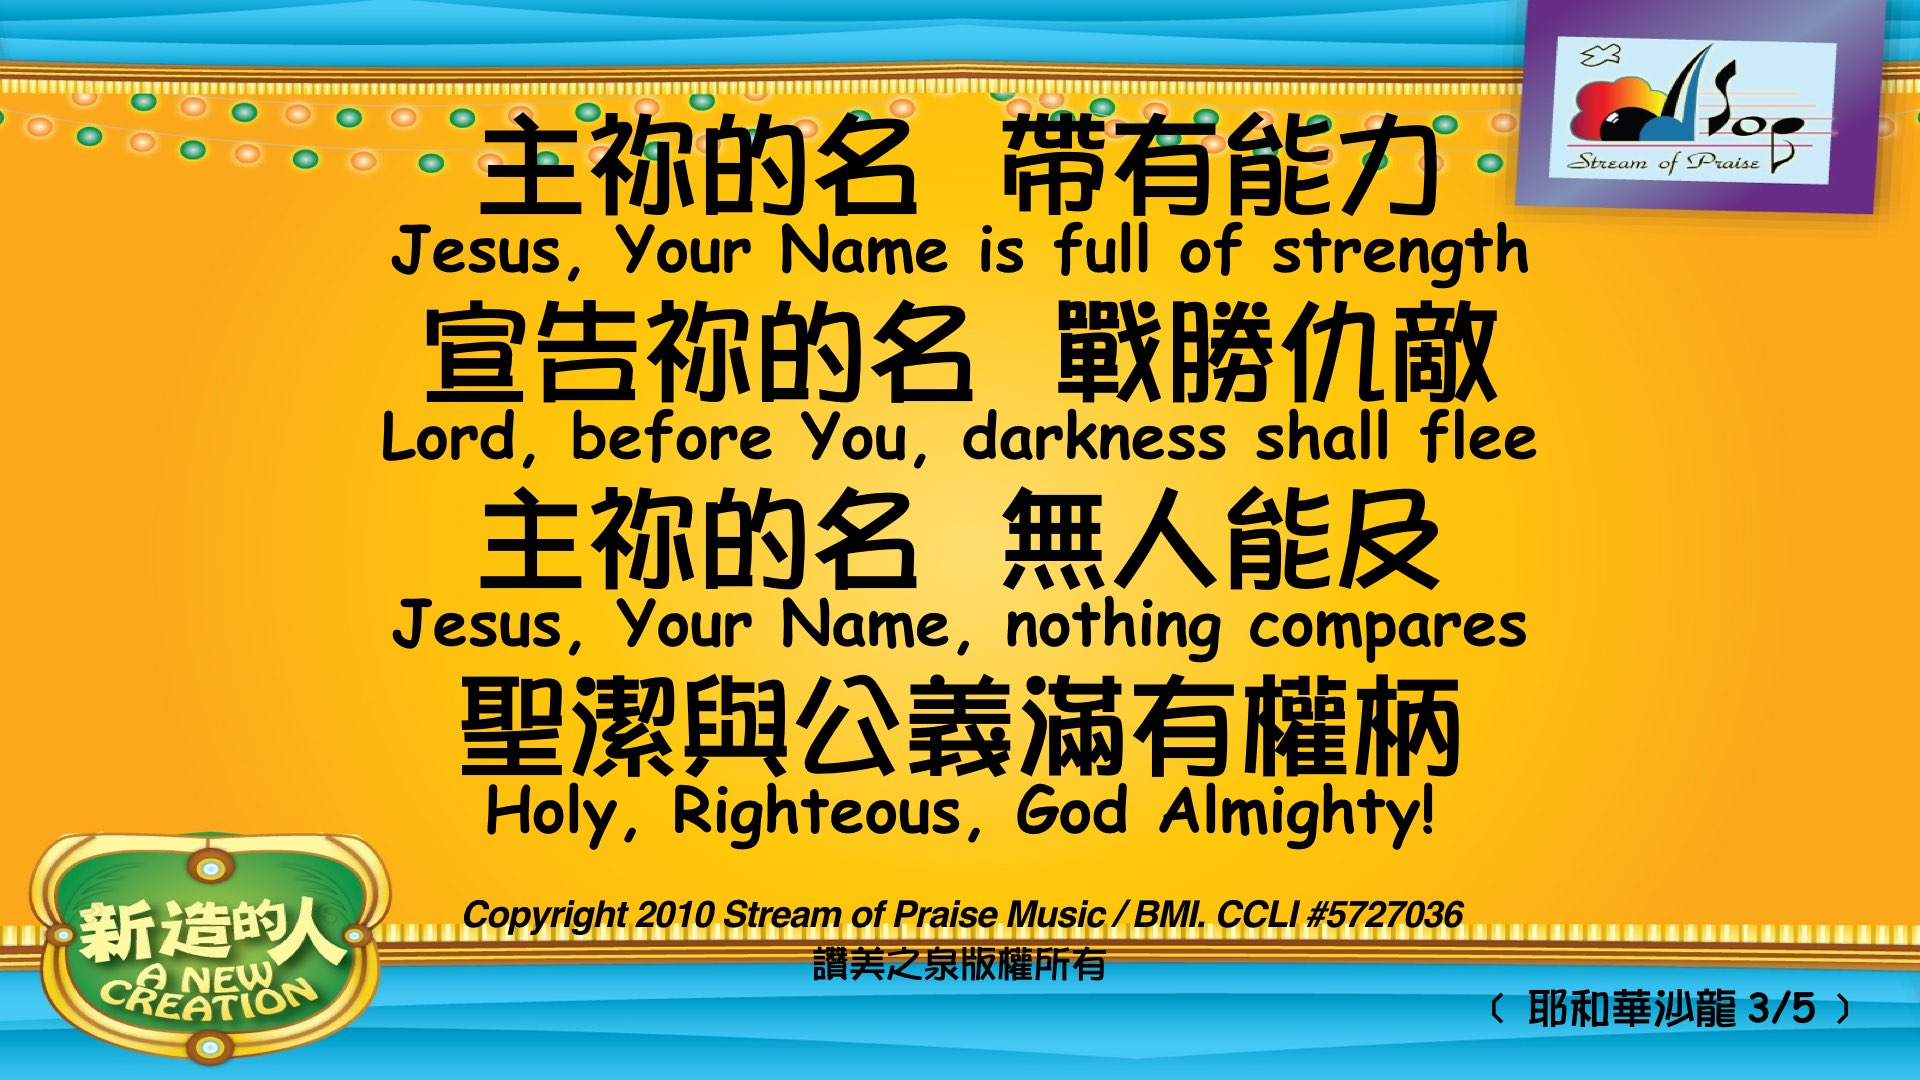 Stream of Praise
主祢的名 帶有能力
Jesus, Your Name is full of strength
宣告祢的名 戰勝仇敵
Lord, before You, darkness shall flee
主祢的名 無人能及
Jesus, Your Name, nothing compares
聖潔與公義滿有權柄
Holy, Righteous, God Almighty!
Copyright 2010 Stream of Praise Music / BMI. CCLI #5727036
讚美之泉版權所有
新造的人
A NEW
CREATION
( 耶和華沙龍 3/5 )